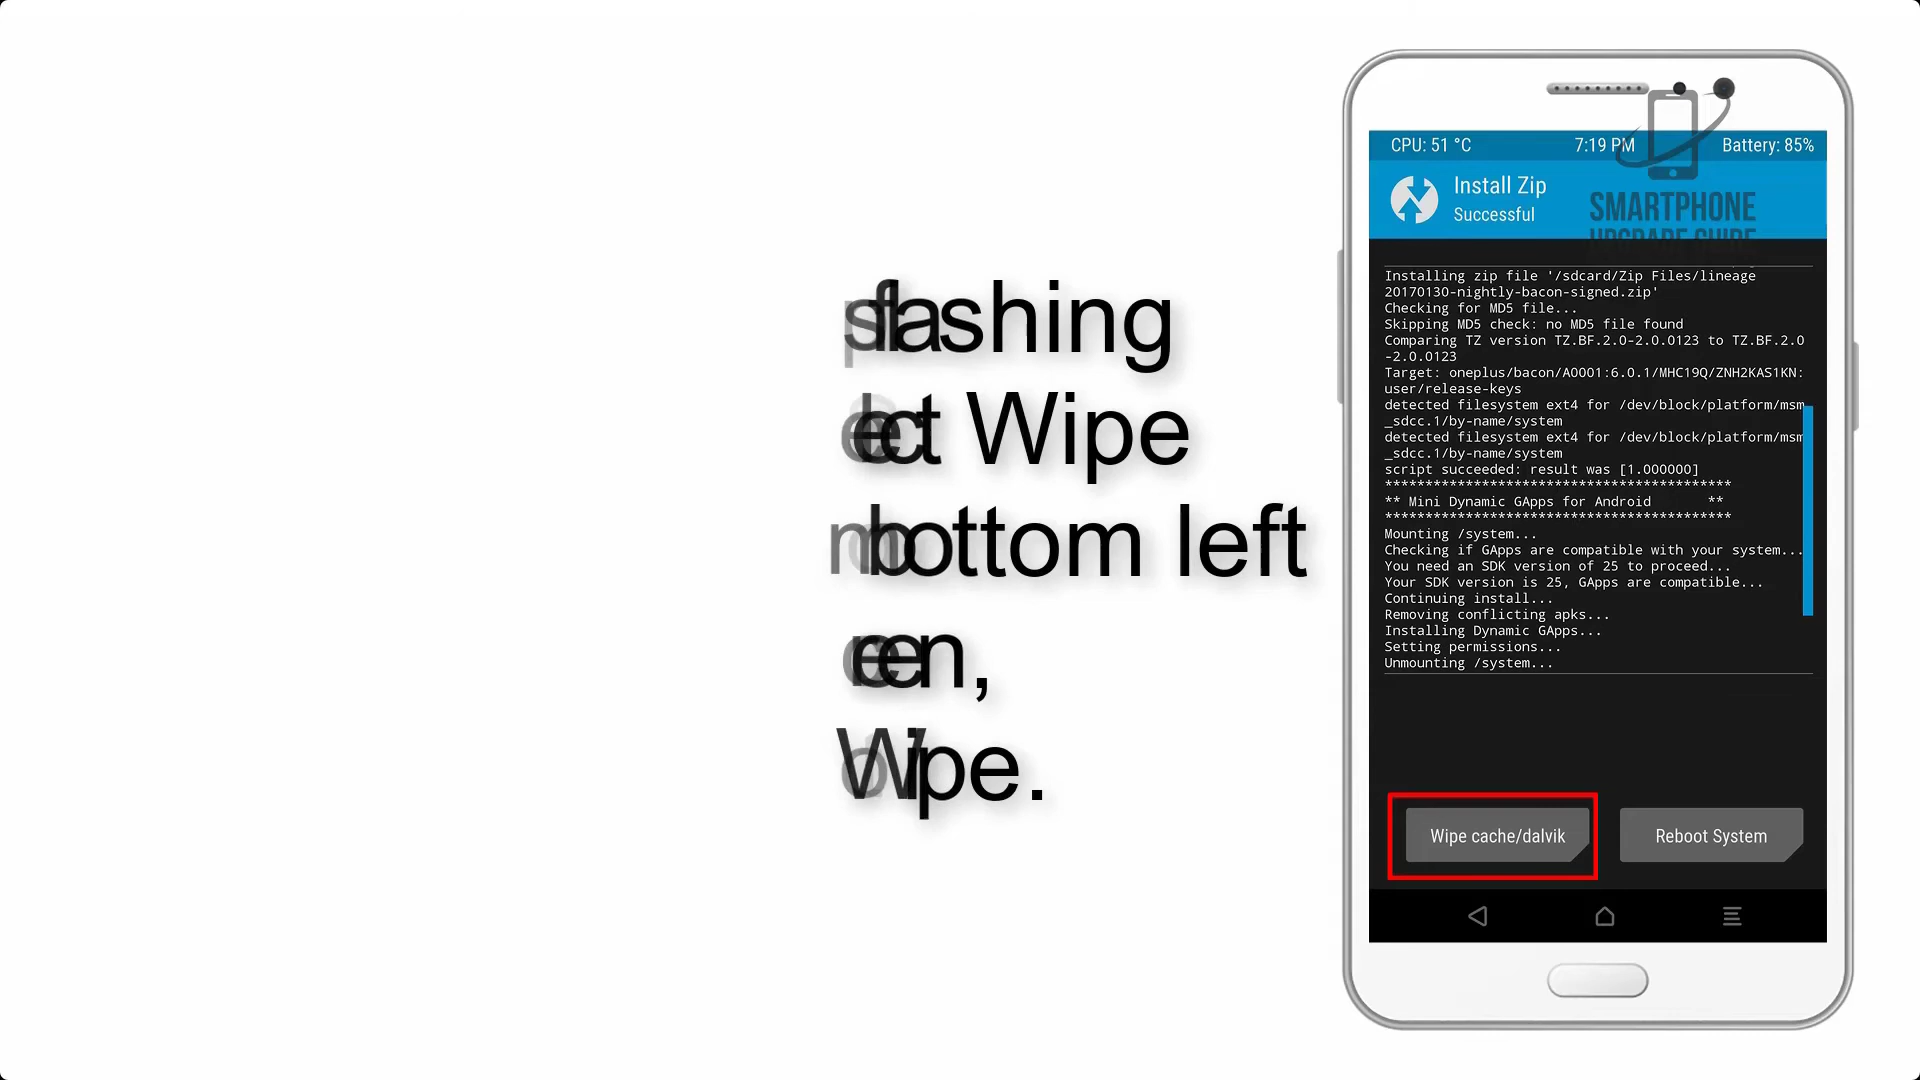 flashing
Wipe
bottom left
Wipe.
CPU: 51 °C 7:19 PM Battery: 85%
Install Zip
Successful
SMARTPHONE
UPGRADE GUIDE
Installing zip file '/sdcard/Zip Files/lineage
20170130-nightly-bacon-signed.zip'
Checking for MD5 file...
Skipping MD5 check: no MD5 file found
Comparing TZ version TZ.BF.2.0-2.0.0123 to TZ.BF.2.0
-2.0.0123
Target: oneplus/bacon/A0001:6.0.1/MHC19Q/ZNH2KAS1KN:
user/release-keys
detected filesystem ext4 for /dev/block/platform/msm
_sdcc.1/by-name/system
detected filesystem ext4 for /dev/block/platform/msm
_sdcc.1/by-name/system
script succeeded: result was [1.000000]
******************************************
** Mini Dynamic GApps for Android **
******************************************
Mounting /system...
Checking if GApps are compatible with your system...
You need an SDK version of 25 to proceed...
Your SDK version is 25, GApps are compatible...
Continuing install...
Removing conflicting apks...
Installing Dynamic GApps...
Setting permissions...
Unmounting /system...
Wipe cache/dalvik
Reboot System